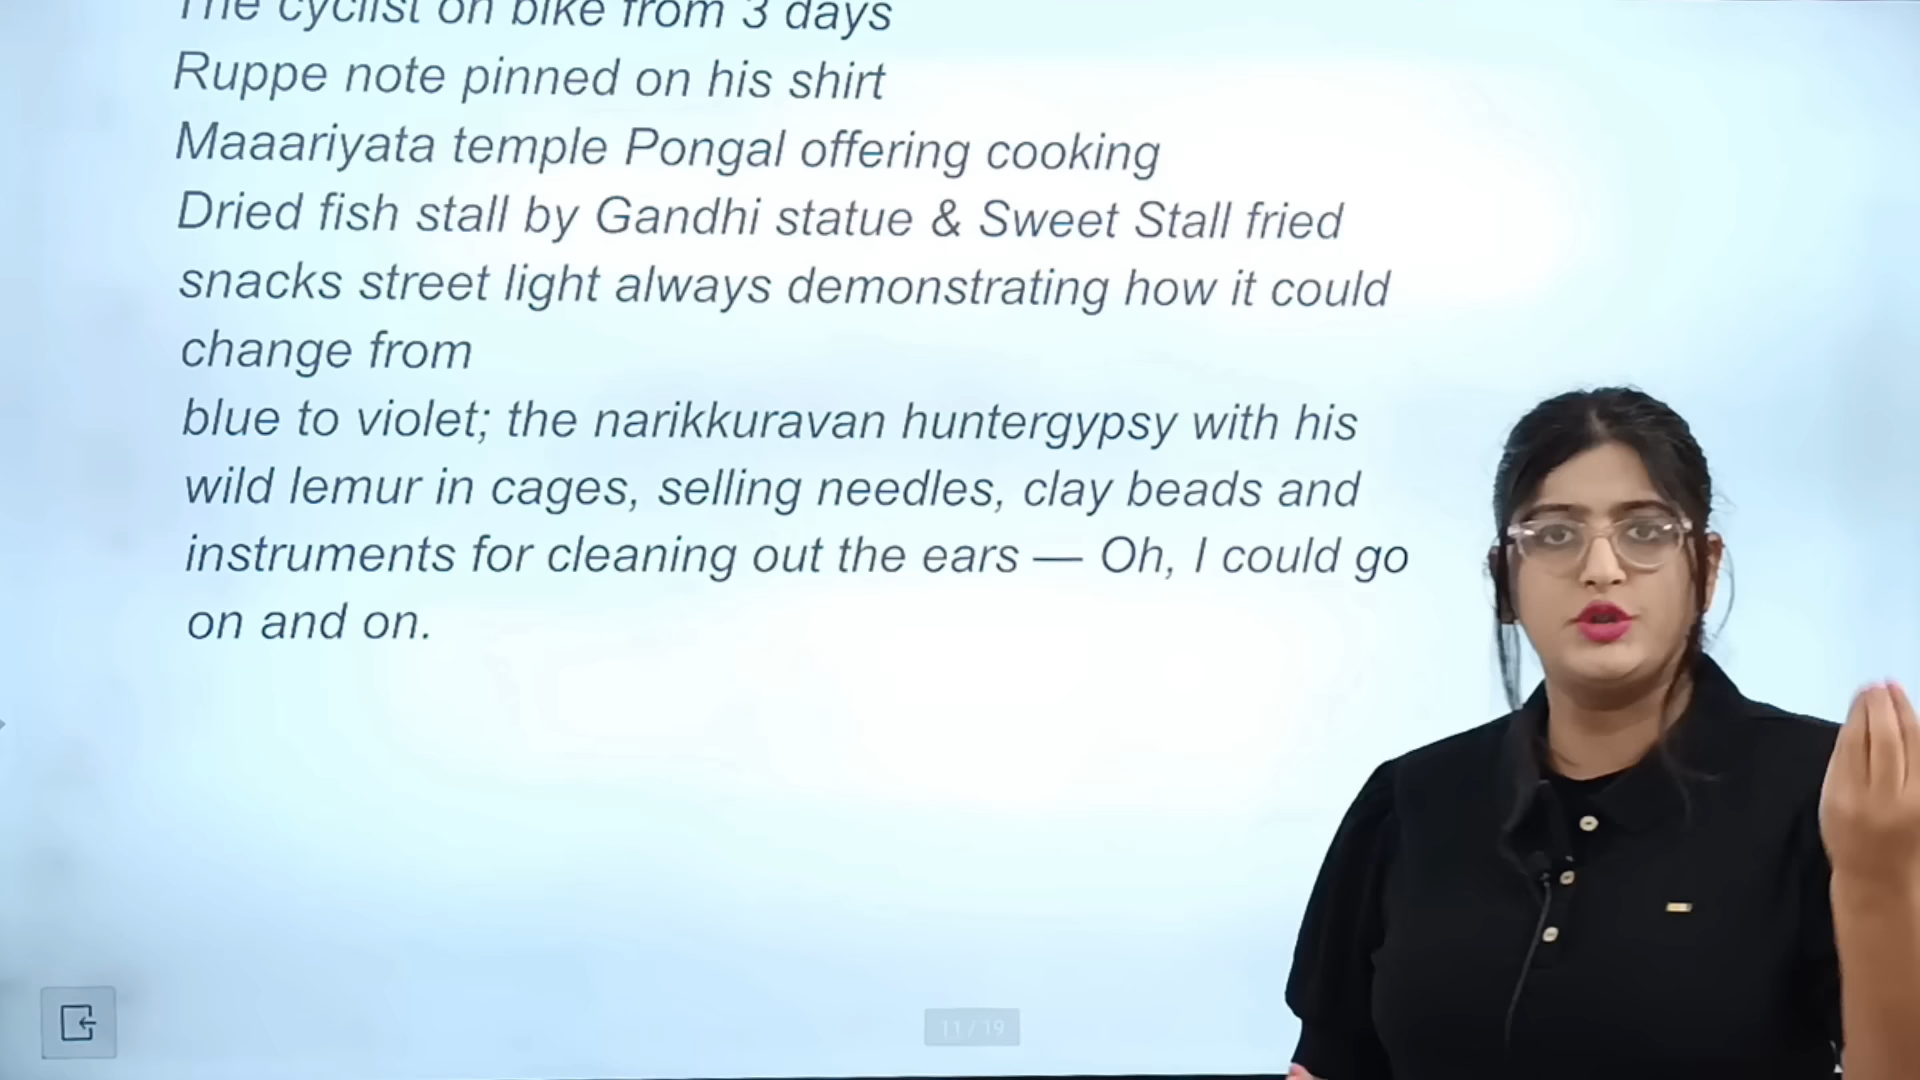 The cyclist on bike from 3 days
Ruppe note pinned on his shirt
Maaariyata temple Pongal offering cooking
Dried fish stall by Gandhi statue & Sweet Stall fried
snacks street light always demonstrating how it could
change from
blue to violet; the narikkuravan huntergypsy with his
wild lemur in cages, selling needles, clay beads and
instruments for cleaning out the ears — Oh, I could go
on and on.
11 / 19